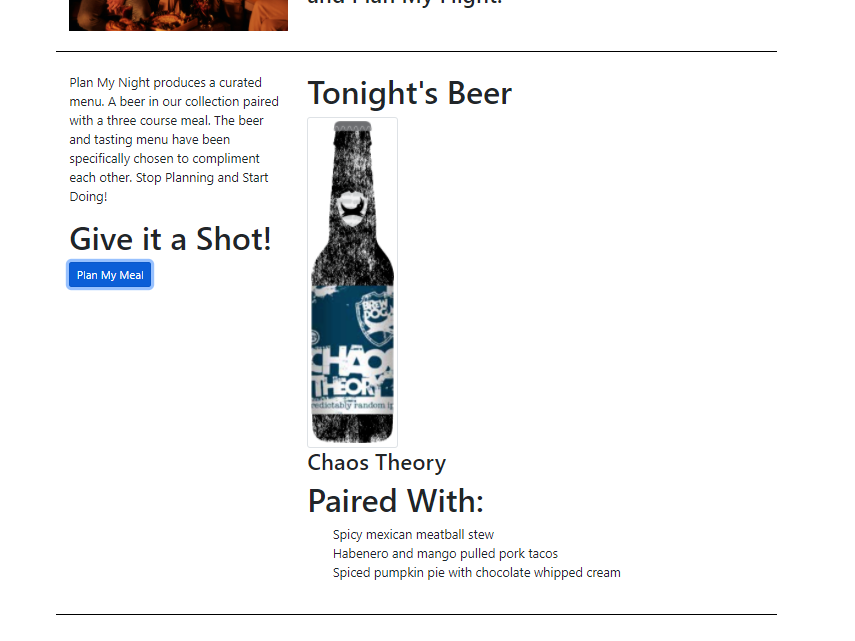 and Plan My Night!
Plan My Night produces a curated
menu. A beer in our collection paired
with a three course meal. The beer
and tasting menu have been
specifically chosen to compliment
each other. Stop Planning and Start
Doing!
Give it a Shot!
Plan My Meal
Tonight's Beer
BREW
DOG
CHAOS
THEORY
redictably random ip
Chaos Theory
Paired With:
Spicy mexican meatball stew
Habenero and mango pulled pork tacos
Spiced pumpkin pie with chocolate whipped cream